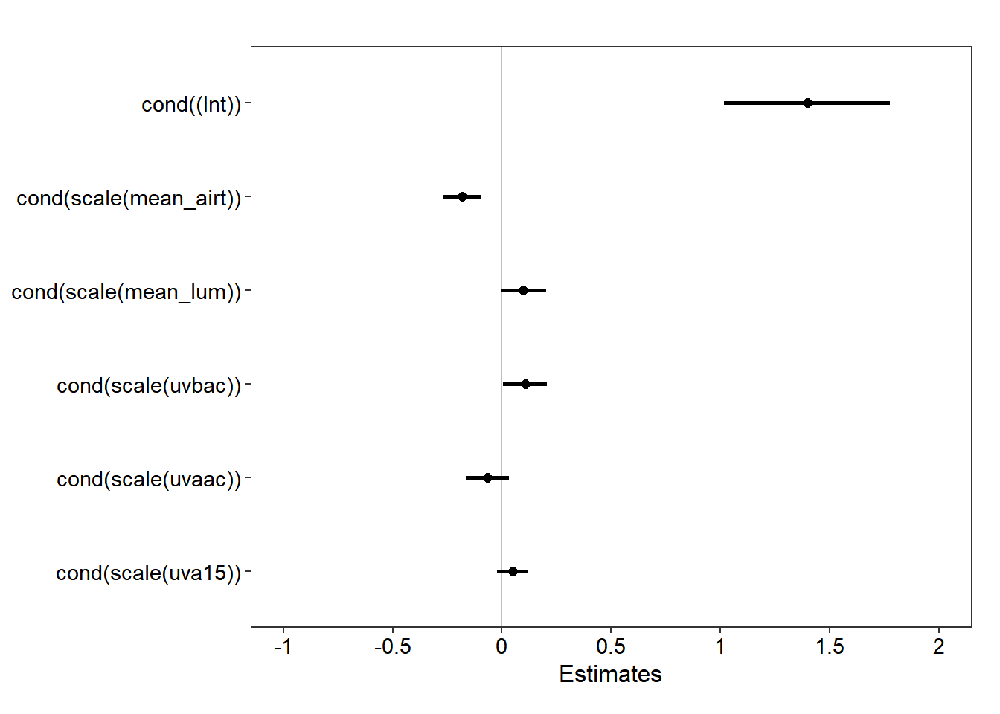 cond((Int))
cond(scale(mean_airt))
cond(scale(mean_lum))
cond(scale(uvbac))
cond(scale(uvaac))
cond(scale(uva15))
-1 -0.5 0 0.5 1 1.5 2
Estimates